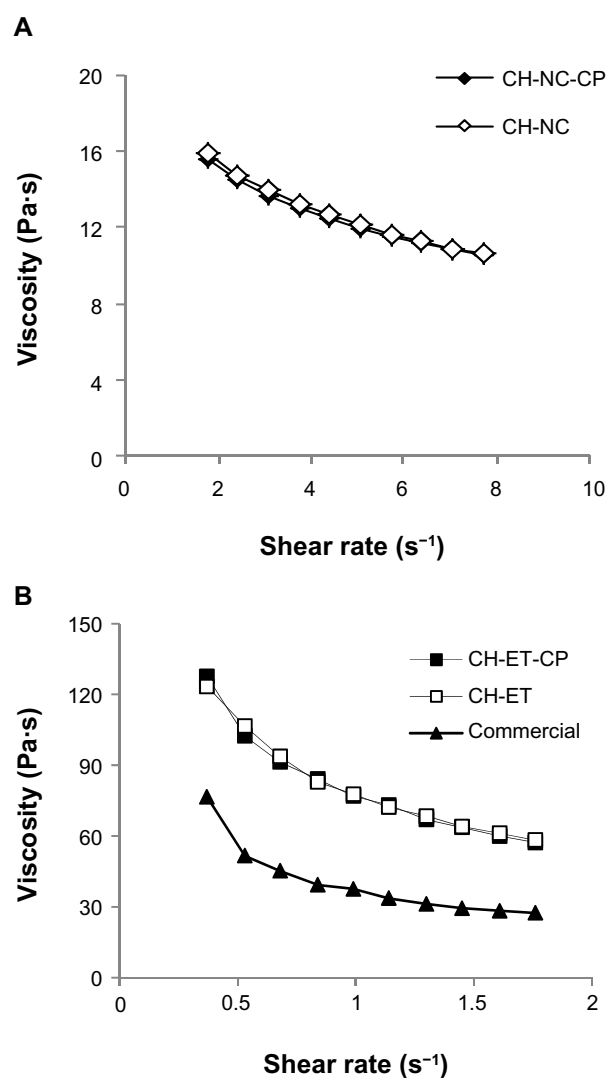 A
20
16
12
8
4
0
0 2 4 6 8 10
CH-NC-CP
CH-NC
Viscosity (Pa·s)
Shear rate (s⁻¹)
B
150
120
90
60
30
0
0 0.5 1 1.5 2
CH-ET-CP
CH-ET
Commercial
Viscosity (Pa·s)
Shear rate (s⁻¹)